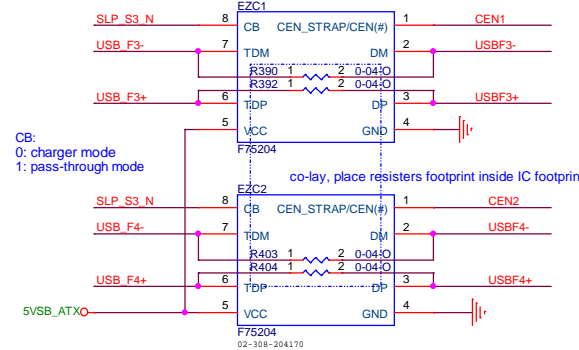 EZC1
SLP_S3_N 8 CB CEN_STRAP/CEN(#) 1 CEN1
USB_F3- 7 TDM DM 2 USBF3-
R390 1 2 0-04-O
R392 1 2 0-04-O
USB_F3+ 6 TDP DP 3 USBF3+
5 VCC GND 4
F75204
CB:
0: charger mode
1: pass-through mode
co-lay, place resisters footprint inside IC footprin
EZC2
SLP_S3_N 8 CB CEN_STRAP/CEN(#) 1 CEN2
USB_F4- 7 TDM DM 2 USBF4-
R403 1 2 0-04-O
R404 1 2 0-04-O
USB_F4+ 6 TDP DP 3 USBF4+
5VSB_ATX 5 VCC GND 4
F75204
02-308-204170